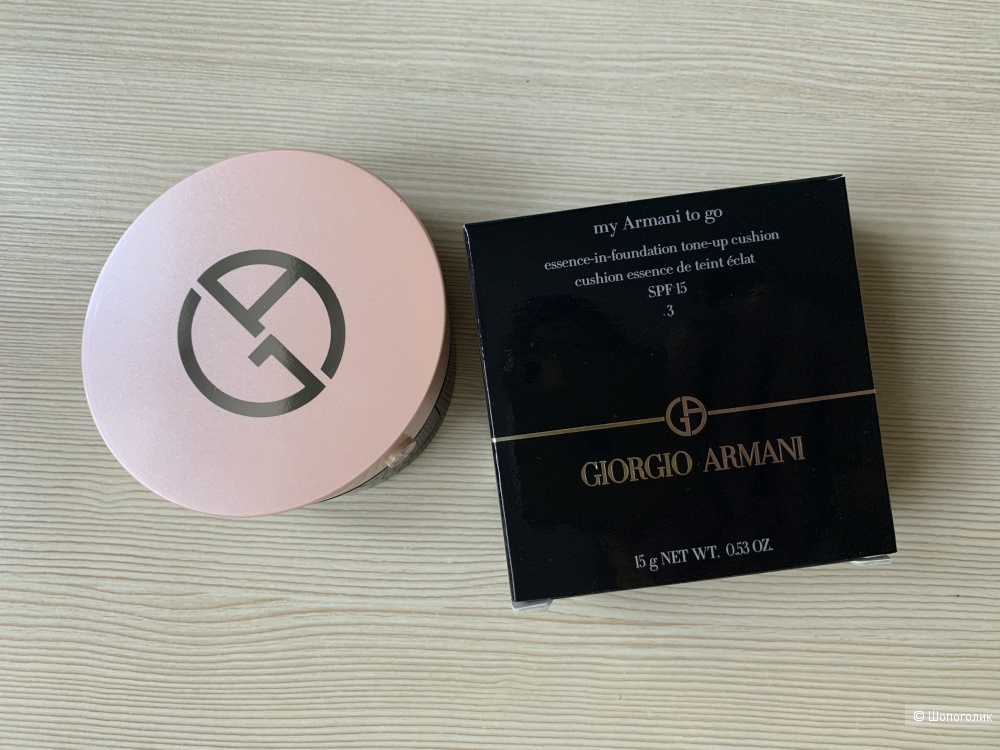 my Armani to go
essence-in-foundation tone-up cushion
cushion essence de teint éclat
SPF 15
3
GIORGIO ARMANI
15 g NET WT. 0.53 OZ.
© Шопоголик